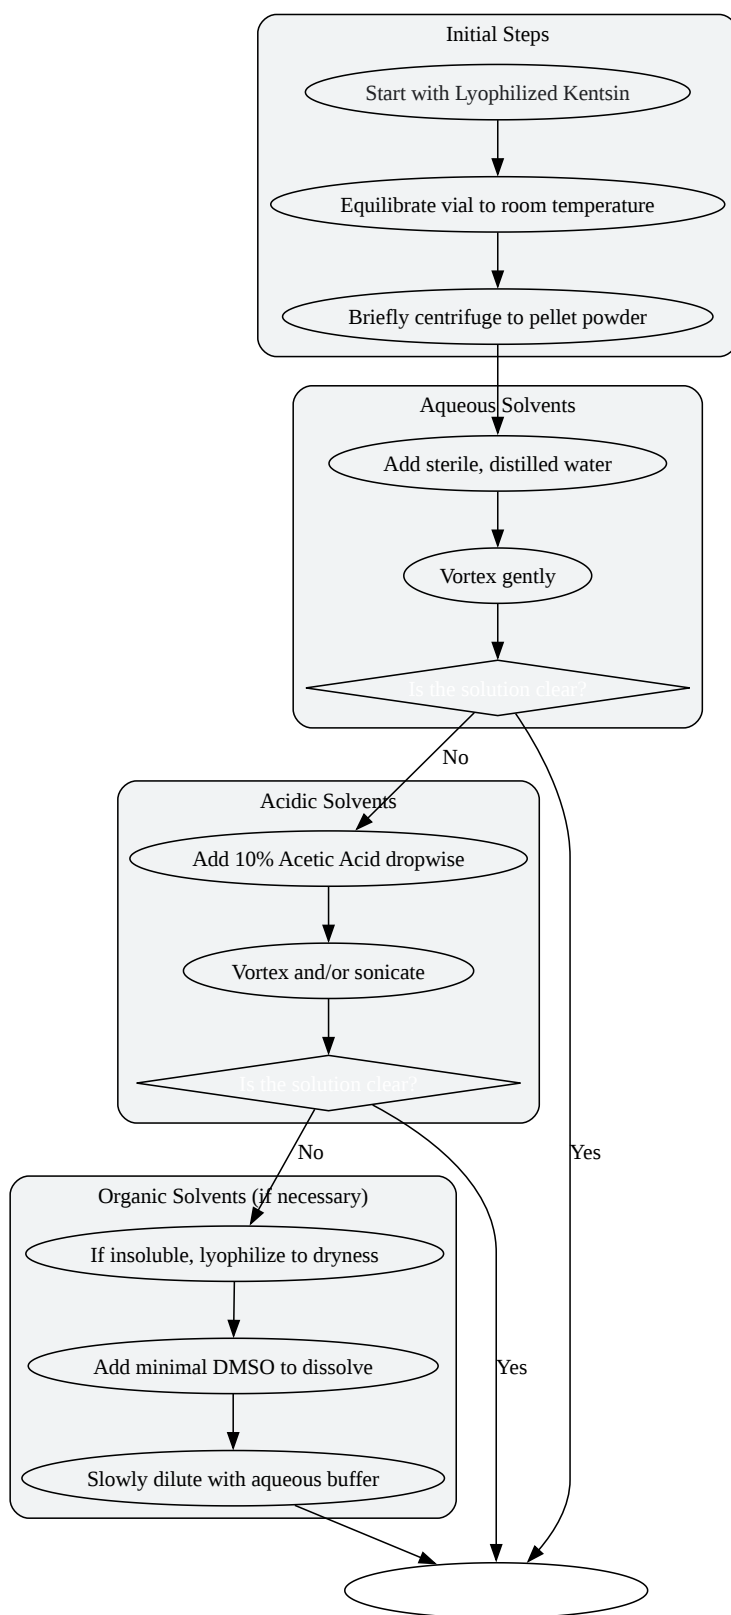 Initial Steps
Start with Lyophilized Kentsin
Equilibrate vial to room temperature
Briefly centrifuge to pellet powder
Aqueous Solvents
Add sterile, distilled water
Vortex gently
Is the solution clear?
No
Acidic Solvents
Add 10% Acetic Acid dropwise
Vortex and/or sonicate
Is the solution clear?
No
Yes
Organic Solvents (if necessary)
If insoluble, lyophilize to dryness
Add minimal DMSO to dissolve
Yes
Slowly dilute with aqueous buffer